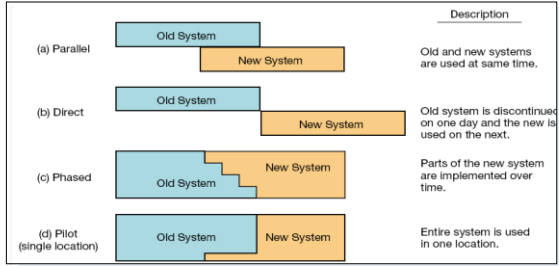 Description
(a) Parallel
Old System
New System
Old and new systems
are used at same time.
(b) Direct
Old System
New System
Old system is discontinued
on one day and the new is
used on the next.
(c) Phased
New System
Old System
Parts of the new system
are implemented over
time.
(d) Pilot
(single location)
Old System
New System
Entire system is used
in one location.